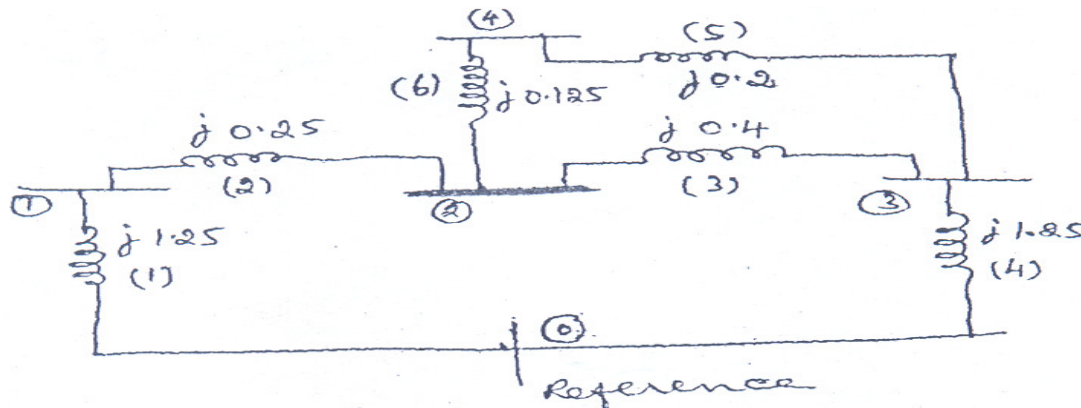 (4)
(5)
(6) j 0.125
j 0.2
j 0.25
j 0.4
(2)
(3)
1
2
3
j 1.25
(1)
j 1.25
(4)
0
Reference